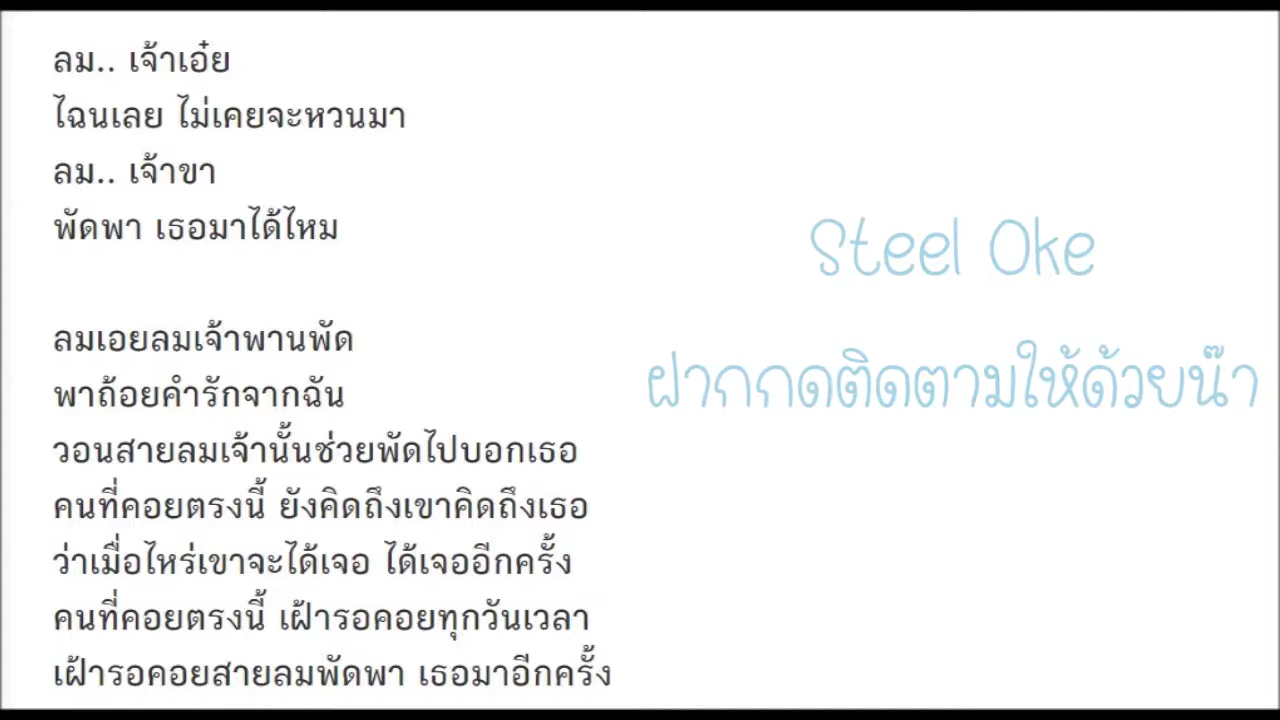 ลม.. เจ้าเอ๋ย
ไฉนเลย ไม่เคยจะหวนมา
ลม.. เจ้าขา
พัดพา เธอมาได้ไหม
ลมเอยลมเจ้าพานพัด
พาถ้อยคำรักจากฉัน
วอนสายลมเจ้านั้นช่วยพัดไปบอกเธอ
คนที่คอยตรงนี้ ยังคิดถึงเขาคิดถึงเธอ
ว่าเมื่อไหร่เขาจะได้เจอ ได้เจออีกครั้ง
คนที่คอยตรงนี้ เฝ้ารอคอยทุกวันเวลา
เฝ้ารอคอยสายลมพัดพา เธอมาอีกครั้ง
Steel Oke
ฝากกดติดตามให้ด้วยน๊า